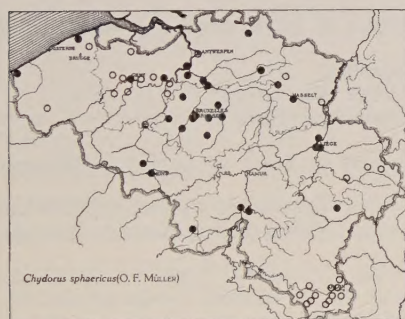 OSTENDE
BRUGGE
ANTWERPEN
HASSELT
BRUXELLES
LIÈGE
NAMUR
Chydorus sphaericus (O. F. MÜLLER)